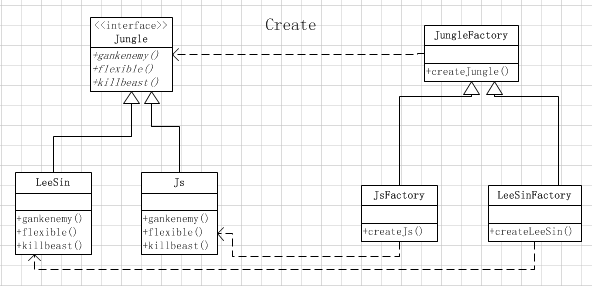 Create
<<interface>>
Jungle
+gankenemy()
+flexible()
+killbeast()
JungleFactory
+createJungle()
LeeSin
+gankenemy()
+flexible()
+killbeast()
Js
+gankenemy()
+flexible()
+killbeast()
JsFactory
+createJs()
LeeSinFactory
+createLeeSin()